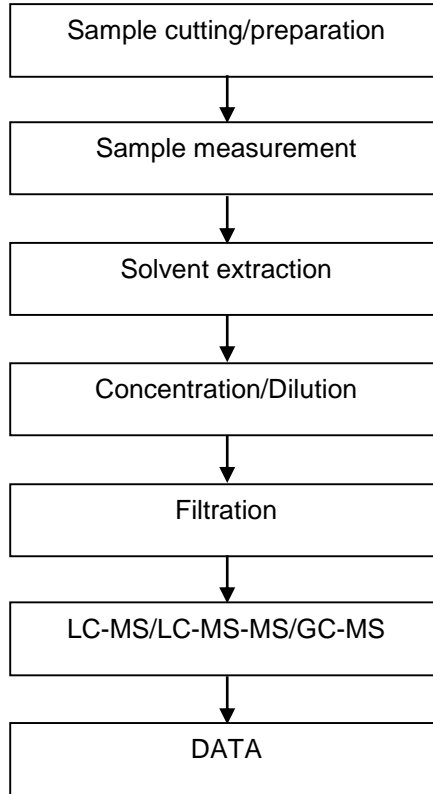 Sample cutting/preparation
Sample measurement
Solvent extraction
Concentration/Dilution
Filtration
LC-MS/LC-MS-MS/GC-MS
DATA